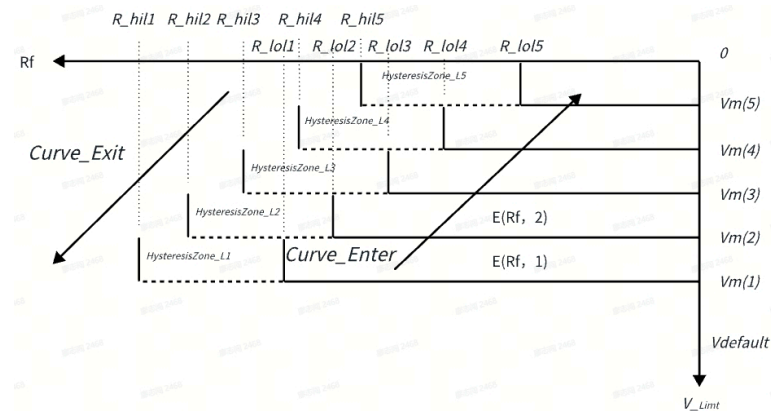 R_hil1 R_hil2 R_hil3 R_hil4 R_hil5
R_lol1 R_lol2 R_lol3 R_lol4 R_lol5
0
Rf
HysteresisZone_L5
Vm(5)
HysteresisZone_L4
Curve_Exit
Vm(4)
HysteresisZone_L3
Vm(3)
HysteresisZone_L2
E(Rf，2)
Vm(2)
HysteresisZone_L1
Curve_Enter
E(Rf，1)
Vm(1)
Vdefault
V_Limt